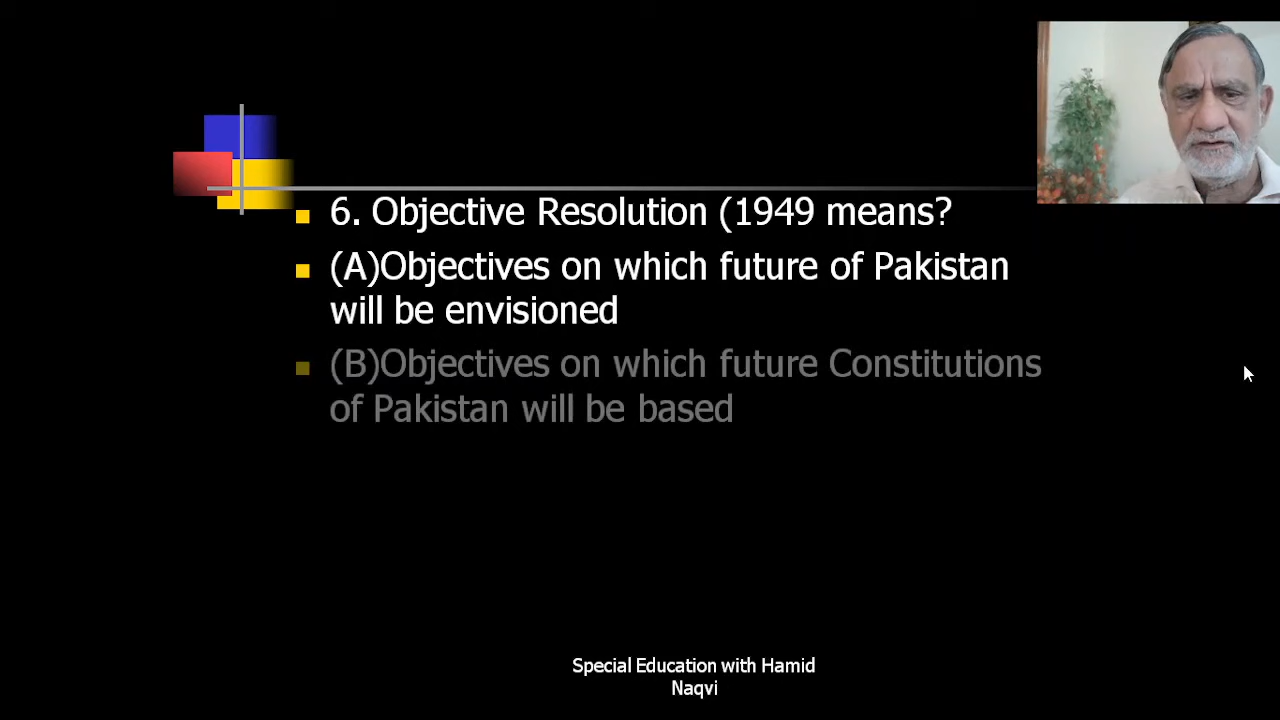 6. Objective Resolution (1949 means?
(A)Objectives on which future of Pakistan
will be envisioned
(B)Objectives on which future Constitutions
of Pakistan will be based
Special Education with Hamid
Naqvi